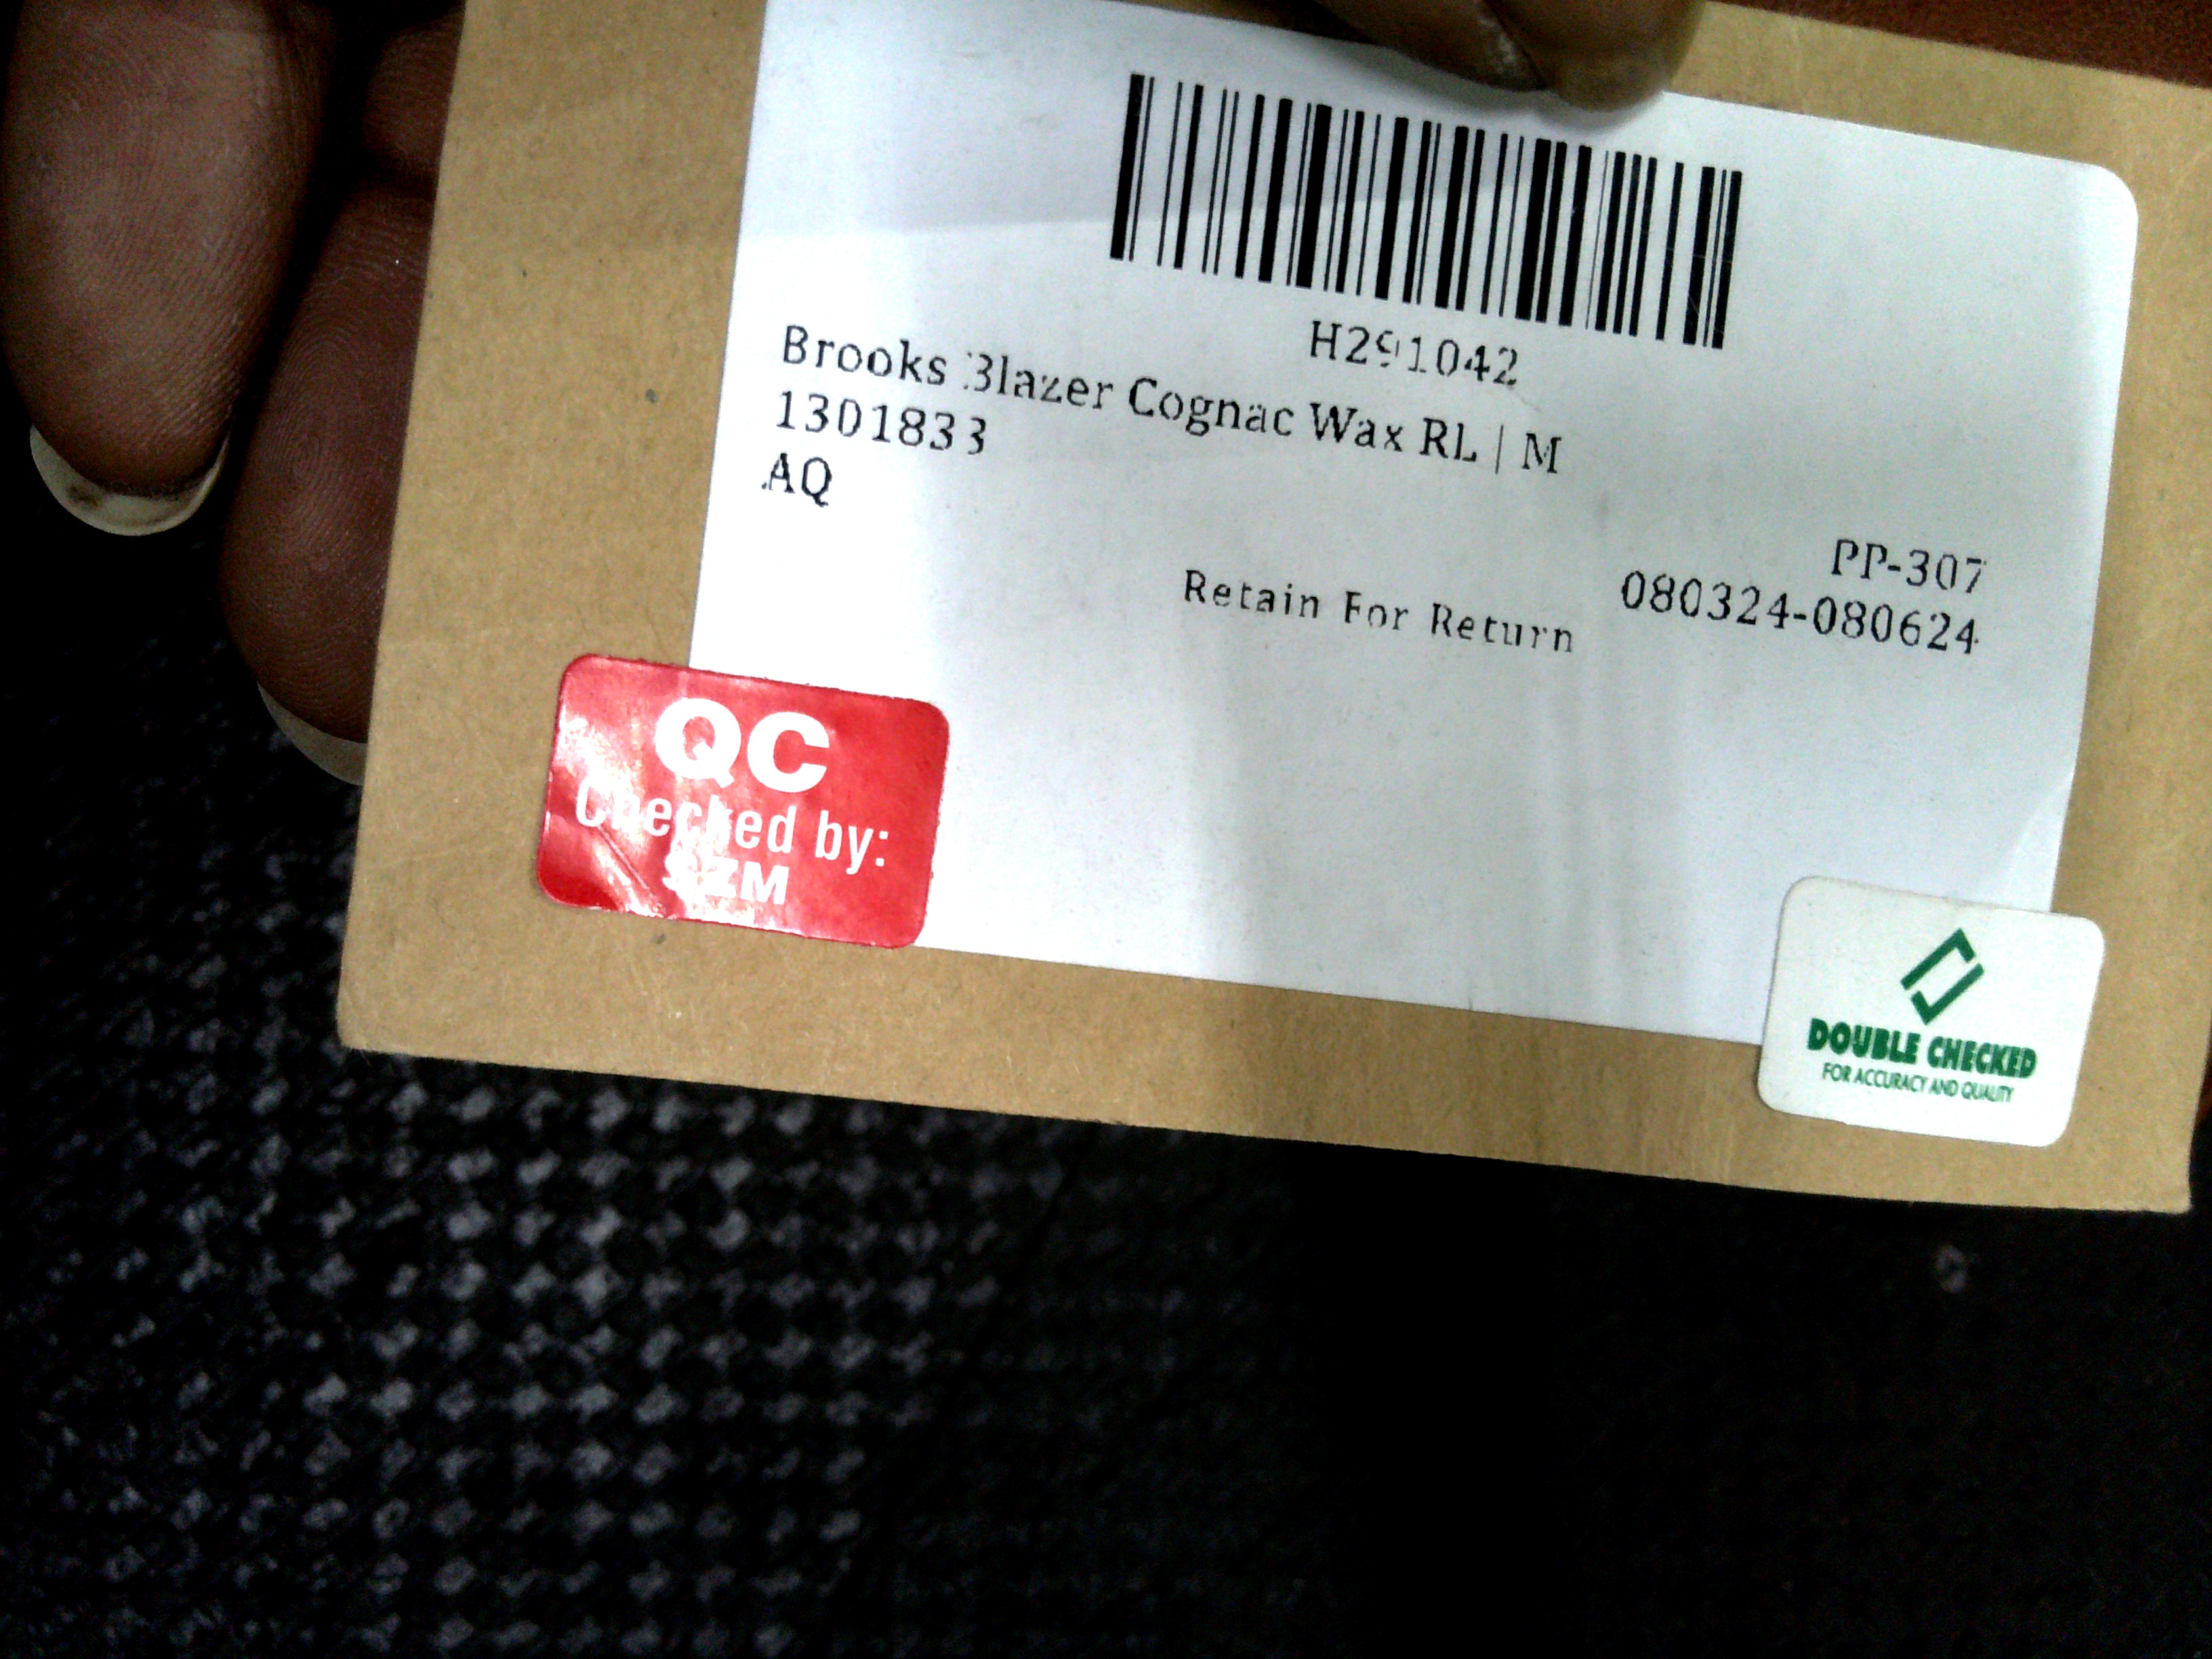 H291042
Brooks Blazer Cognac Wax RL | M
1301833
AQ
PP-307
080324-080624
Retain For Return
QC
Checked by:
SZM
DOUBLE CHECKED
FOR ACCURACY AND QUALITY